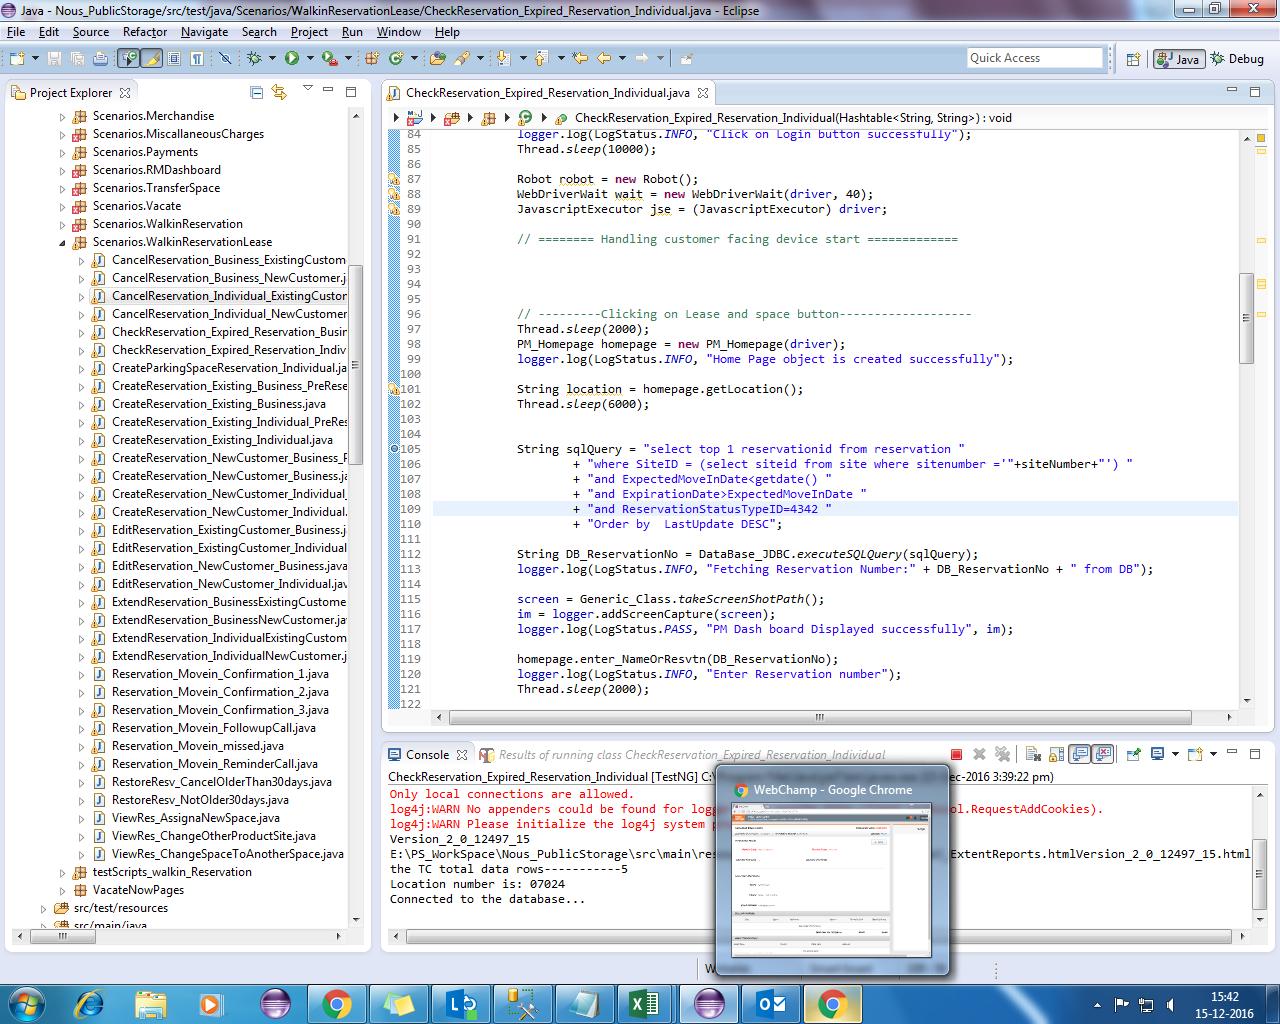 Java - Nous_PublicStorage/src/test/java/Scenarios/WalkinReservationLease/CheckReservation_Expired_Reservation_Individual.java - Eclipse
File Edit Source Refactor Navigate Search Project Run Window Help
Quick Access
Java
Debug
Project Explorer
Scenarios.Merchandise
Scenarios.MiscallaneousCharges
Scenarios.Payments
Scenarios.RMDashboard
Scenarios.TransferSpace
Scenarios.Vacate
Scenarios.WalkinReservation
Scenarios.WalkinReservationLease
CancelReservation_Business_ExistingCustom
CancelReservation_Business_NewCustomer.j
CancelReservation_Individual_ExistingCustor
CancelReservation_Individual_NewCustomer
CheckReservation_Expired_Reservation_Busin
CheckReservation_Expired_Reservation_Indiv
CreateParkingSpaceReservation_Individual.ja
CreateReservation_Existing_Business_PreRese
CreateReservation_Existing_Business.java
CreateReservation_Existing_Individual_PreRes
CreateReservation_Existing_Individual.java
CreateReservation_NewCustomer_Business_P
CreateReservation_NewCustomer_Business.ja
CreateReservation_NewCustomer_Individual_
CreateReservation_NewCustomer_Individual.
EditReservation_ExistingCustomer_Business.j
EditReservation_ExistingCustomer_Individual
EditReservation_NewCustomer_Business.java
EditReservation_NewCustomer_Individual.jav
ExtendReservation_BusinessExistingCustome
ExtendReservation_BusinessNewCustomer.ja
ExtendReservation_IndividualExistingCustom
ExtendReservation_IndividualNewCustomer.j
Reservation_Movein_Confirmation_1.java
Reservation_Movein_Confirmation_2.java
Reservation_Movein_Confirmation_3.java
Reservation_Movein_FollowupCall.java
Reservation_Movein_missed.java
Reservation_Movein_ReminderCall.java
RestoreResv_CancelOlderThan30days.java
RestoreResv_NotOlder30days.java
ViewRes_AssignaNewSpace.java
ViewRes_ChangeOtherProductSite.java
ViewRes_ChangeSpaceToAnotherSpace.java
testScripts_walkin_Reservation
VacateNowPages
src/test/resources
src/main/java
CheckReservation_Expired_Reservation_Individual.java
CheckReservation_Expired_Reservation_Individual(Hashtable<String, String>) : void
84 logger.log(LogStatus.INFO, "Click on Login button successfully");
85 Thread.sleep(10000);
86
87 Robot robot = new Robot();
88 WebDriverWait wait = new WebDriverWait(driver, 40);
89 JavascriptExecutor jse = (JavascriptExecutor) driver;
90
91 // ======== Handling customer facing device start =============
92
93
94
95
96 // ---------Clicking on Lease and space button-------------------
97 Thread.sleep(2000);
98 PM_Homepage homepage = new PM_Homepage(driver);
99 logger.log(LogStatus.INFO, "Home Page object is created successfully");
100
101 String location = homepage.getLocation();
102 Thread.sleep(6000);
103
104
105 String sqlQuery = "select top 1 reservationid from reservation "
106 + "where SiteID = (select siteid from site where sitenumber ='"+siteNumber+"') "
107 + "and ExpectedMoveInDate<getdate() "
108 + "and ExpirationDate>ExpectedMoveInDate "
109 + "and ReservationStatusTypeID=4342 "
110 + "Order by  LastUpdate DESC";
111
112 String DB_ReservationNo = DataBase_JDBC.executeSQLQuery(sqlQuery);
113 logger.log(LogStatus.INFO, "Fetching Reservation Number:" + DB_ReservationNo + " from DB");
114
115 screen = Generic_Class.takeScreenShotPath();
116 im = logger.addScreenCapture(screen);
117 logger.log(LogStatus.PASS, "PM Dash board Displayed successfully", im);
118
119 homepage.enter_NameOrResvtn(DB_ReservationNo);
120 logger.log(LogStatus.INFO, "Enter Reservation number");
121 Thread.sleep(2000);
122
Console Results of running class CheckReservation_Expired_Reservation_Individual
CheckReservation_Expired_Reservation_Individual [TestNG] C:\ -2016 3:39:22 pm)
Only local connections are allowed.
log4j:WARN No appenders could be found for logge ol.RequestAddCookies).
log4j:WARN Please initialize the log4j system p
Version_2_0_12497_15
E:\PS_WorkSpace\Nous_PublicStorage\src\main\reso _ExtentReports.htmlVersion_2_0_12497_15.html
the TC total data rows-----------5
Location number is: 07024
Connected to the database...
WebChamp - Google Chrome
15:42
15-12-2016